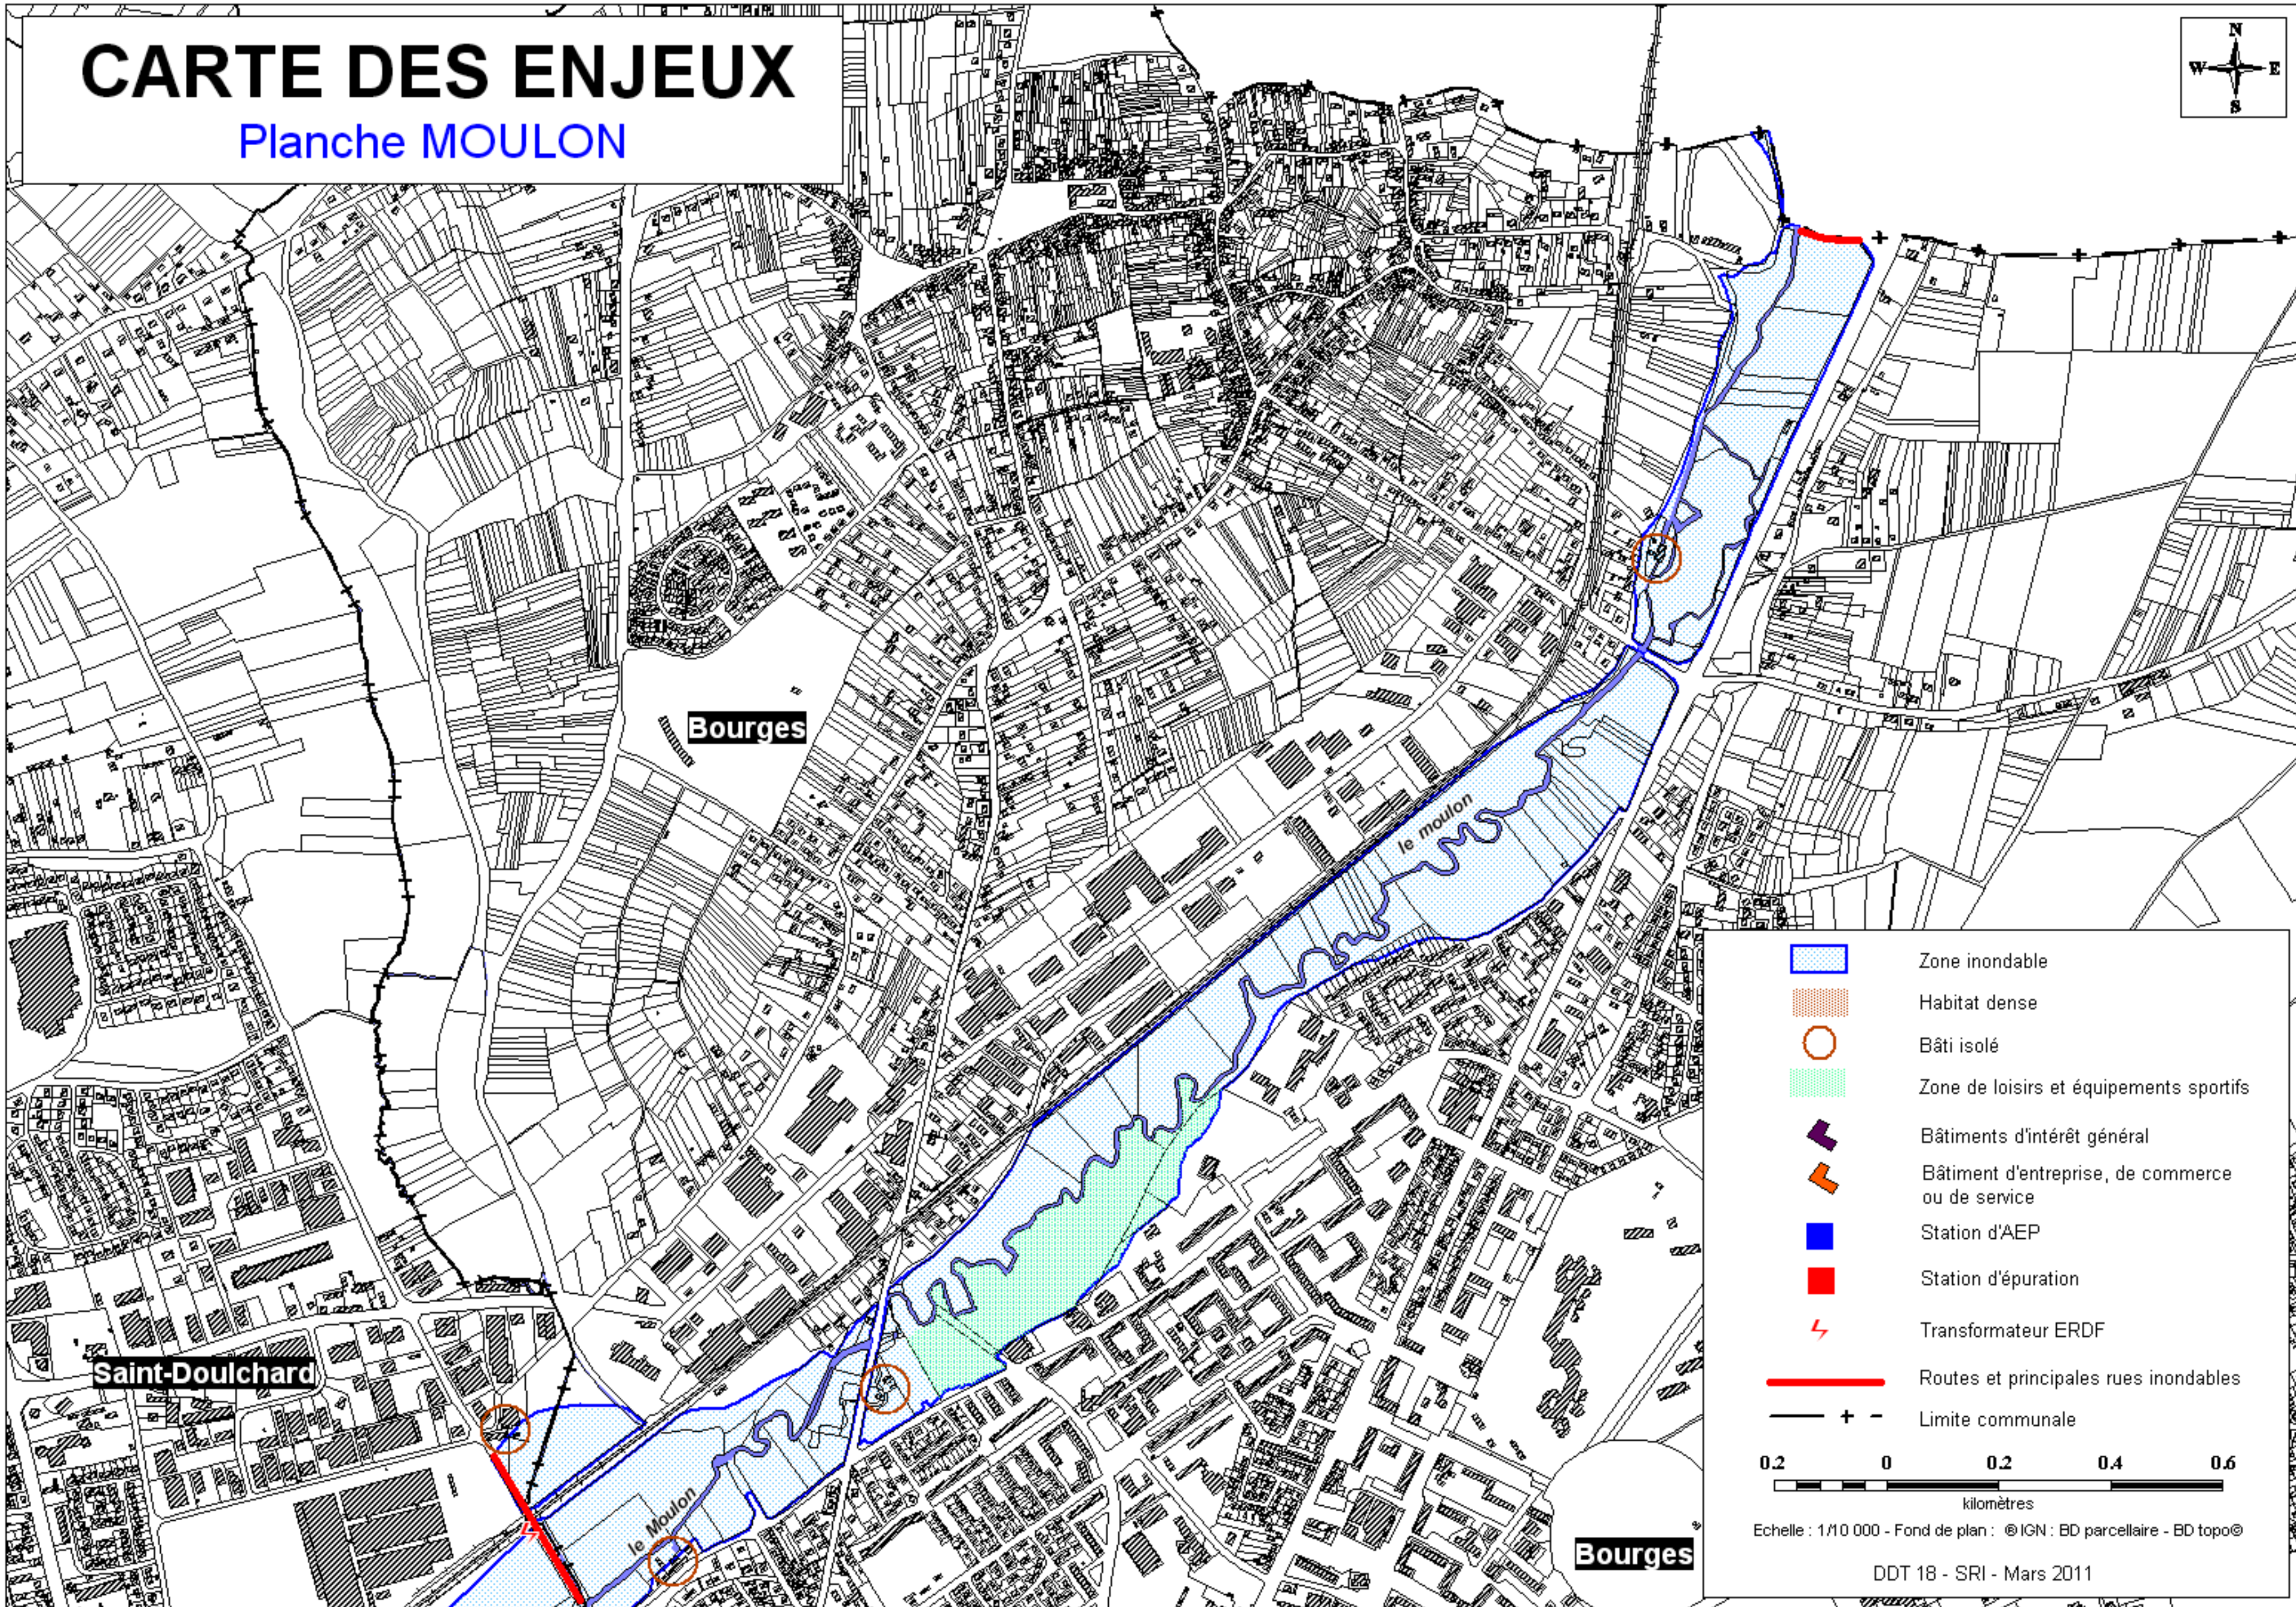 CARTE DES ENJEUX
Planche MOULON
N
W E
S
Bourges
le moulon
Saint-Doulchard
le Moulon
Bourges
Zone inondable
Habitat dense
Bâti isolé
Zone de loisirs et équipements sportifs
Bâtiments d'intérêt général
Bâtiment d'entreprise, de commerce
ou de service
Station d'AEP
Station d'épuration
Transformateur ERDF
Routes et principales rues inondables
Limite communale
0.2 0 0.2 0.4 0.6
kilomètres
Echelle : 1/10 000 - Fond de plan : ®IGN : BD parcellaire - BD topo©
DDT 18 - SRI - Mars 2011